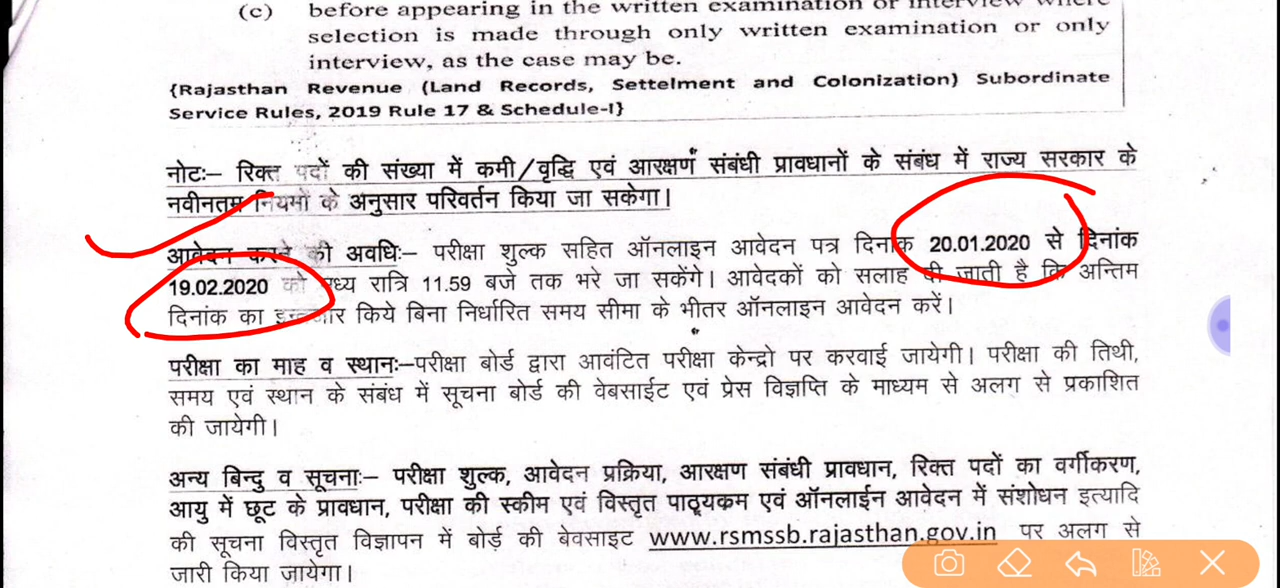 (c) before appearing in the written examination or interview where
selection is made through only written examination or only
interview, as the case may be.
{Rajasthan Revenue (Land Records, Settelment and Colonization) Subordinate
Service Rules, 2019 Rule 17 & Schedule-I}
नोटः– रिक्त पदों की संख्या में कमी/वृद्धि एवं आरक्षण संबंधी प्रावधानों के संबंध में राज्य सरकार के
नवीनतम नियमों के अनुसार परिवर्तन किया जा सकेगा।
आवेदन करने की अवधिः– परीक्षा शुल्क सहित ऑनलाइन आवेदन पत्र दिनांक 20.01.2020 से दिनांक
19.02.2020 को मध्य रात्रि 11.59 बजे तक भरे जा सकेंगे। आवेदकों को सलाह दी जाती है कि अन्तिम
दिनांक का इन्तजार किये बिना निर्धारित समय सीमा के भीतर ऑनलाइन आवेदन करें।
परीक्षा का माह व स्थानः–परीक्षा बोर्ड द्वारा आवंटित परीक्षा केन्द्रो पर करवाई जायेगी। परीक्षा की तिथी,
समय एवं स्थान के संबंध में सूचना बोर्ड की वेबसाईट एवं प्रेस विज्ञप्ति के माध्यम से अलग से प्रकाशित
की जायेगी।
अन्य बिन्दु व सूचनाः– परीक्षा शुल्क, आवेदन प्रक्रिया, आरक्षण संबंधी प्रावधान, रिक्त पदों का वर्गीकरण,
आयु में छूट के प्रावधान, परीक्षा की स्कीम एवं विस्तृत पाठ्यकम एवं ऑनलाईन आवेदन में संशोधन इत्यादि
की सूचना विस्तृत विज्ञापन में बोर्ड की बेवसाइट www.rsmssb.rajasthan.gov.in पर अलग से
जारी किया जायेगा।